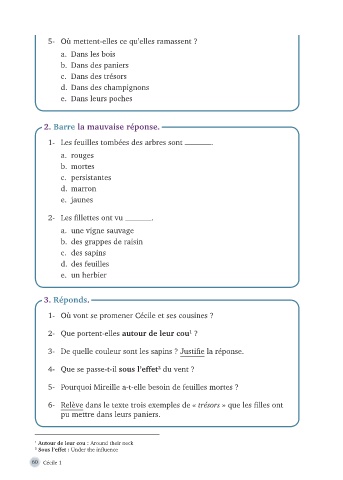 5- Où mettent-elles ce qu'elles ramassent ?
a. Dans les bois
b. Dans des paniers
c. Dans des trésors
d. Dans des champignons
e. Dans leurs poches
2. Barre la mauvaise réponse.
1- Les feuilles tombées des arbres sont ______.
a. rouges
b. mortes
c. persistantes
d. marron
e. jaunes
2- Les fillettes ont vu ______.
a. une vigne sauvage
b. des grappes de raisin
c. des sapins
d. des feuilles
e. un herbier
3. Réponds.
1- Où vont se promener Cécile et ses cousines ?
2- Que portent-elles autour de leur cou¹ ?
3- De quelle couleur sont les sapins ? Justifie la réponse.
4- Que se passe-t-il sous l'effet² du vent ?
5- Pourquoi Mireille a-t-elle besoin de feuilles mortes ?
6- Relève dans le texte trois exemples de « trésors » que les filles ont
pu mettre dans leurs paniers.
¹ Autour de leur cou : Around their neck
² Sous l'effet : Under the influence
60 Cécile 1